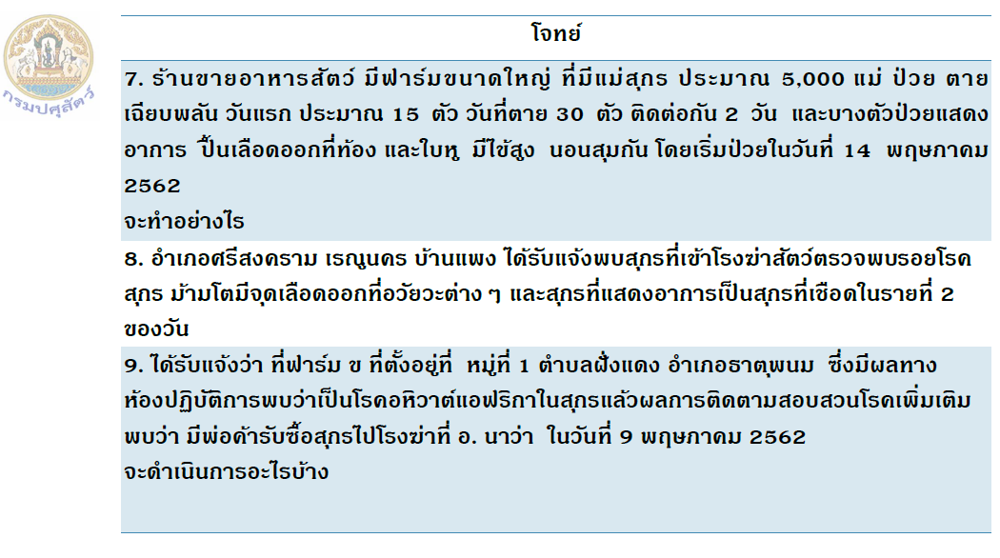 กรมปศุสัตว์
โจทย์
7. ร้านขายอาหารสัตว์ มีฟาร์มขนาดใหญ่ ที่มีแม่สุกร ประมาณ 5,000 แม่ ป่วย ตาย
เฉียบพลัน วันแรก ประมาณ 15 ตัว วันที่ตาย 30 ตัว ติดต่อกัน 2 วัน และบางตัวป่วยแสดง
อาการ ปื้นเลือดออกที่ท้อง และใบหู มีไข้สูง นอนสุมกัน โดยเริ่มป่วยในวันที่ 14 พฤษภาคม
2562
จะทำอย่างไร
8. อำเภอศรีสงคราม เรณูนคร บ้านแพง ได้รับแจ้งพบสุกรที่เข้าโรงฆ่าสัตว์ตรวจพบรอยโรค
สุกร ม้ามโตมีจุดเลือดออกที่อวัยวะต่าง ๆ และสุกรที่แสดงอาการเป็นสุกรที่เชือดในรายที่ 2
ของวัน
9. ได้รับแจ้งว่า ที่ฟาร์ม ข ที่ตั้งอยู่ที่ หมู่ที่ 1 ตำบลฝั่งแดง อำเภอธาตุพนม ซึ่งมีผลทาง
ห้องปฏิบัติการพบว่าเป็นโรคอหิวาต์แอฟริกาในสุกรแล้วผลการติดตามสอบสวนโรคเพิ่มเติม
พบว่า มีพ่อค้ารับซื้อสุกรไปโรงฆ่าที่ อ. นาว่า ในวันที่ 9 พฤษภาคม 2562
จะดำเนินการอะไรบ้าง